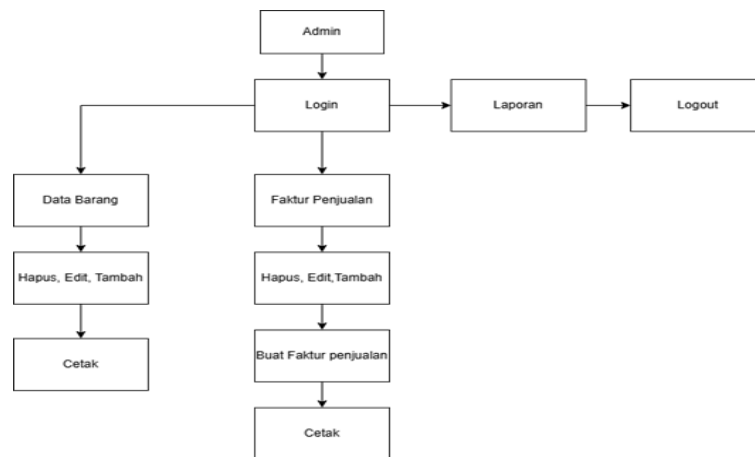 Admin
Login
Laporan
Logout
Data Barang
Faktur Penjualan
Hapus, Edit, Tambah
Hapus, Edit,Tambah
Buat Faktur penjualan
Cetak
Cetak